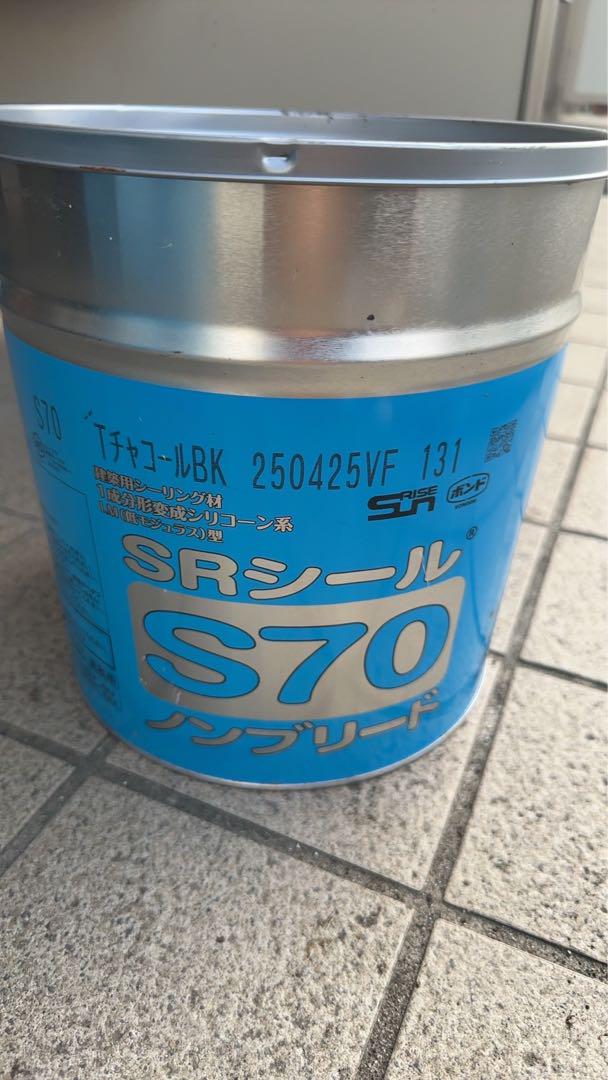 S70
TチャコールBK 250425VF 131
建築用シーリング材
1成分形変成シリコーン系
LM(低モジュラス)型
SUNRISE
ボンド
SRシール®
S70
ノンブリード